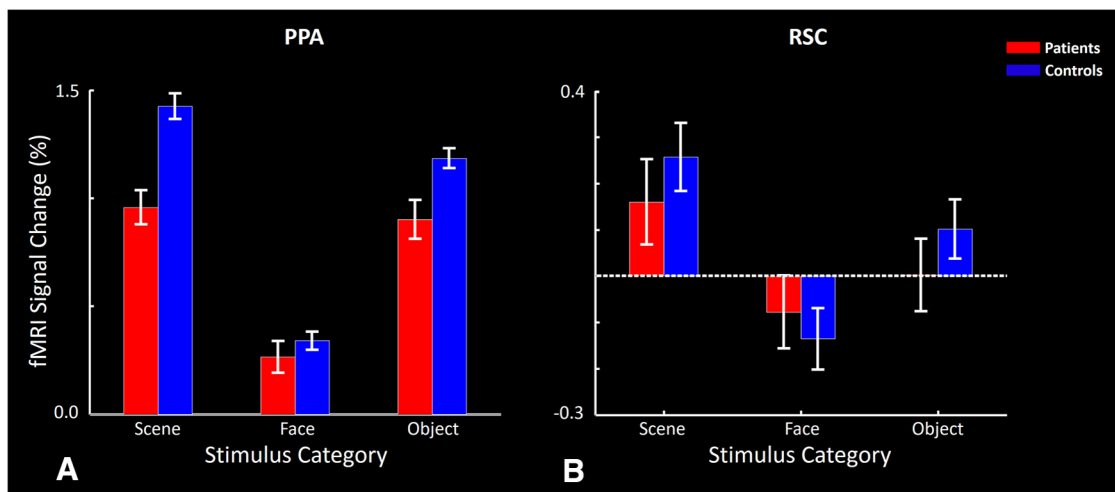 PPA
RSC
Patients
Controls
1.5
0.0
fMRI Signal Change (%)
Scene Face Object
Stimulus Category
A
0.4
-0.3
Scene Face Object
Stimulus Category
B